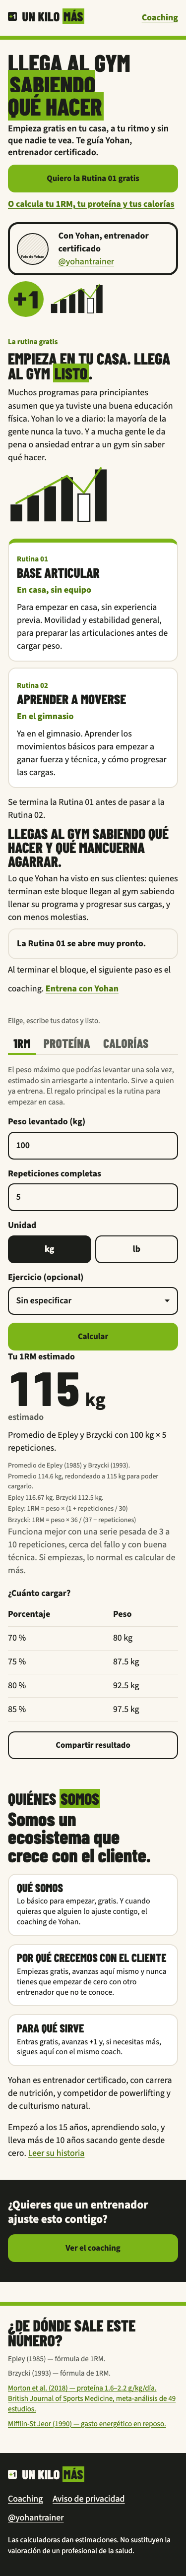 +1 UN KILO MÁS
Coaching
LLEGA AL GYM
SABIENDO
QUÉ HACER
Empieza gratis en tu casa, a tu ritmo y sin
que nadie te vea. Te guía Yohan,
entrenador certificado.
Quiero la Rutina 01 gratis
O calcula tu 1RM, tu proteína y tus calorías
Foto de Yohan
Con Yohan, entrenador
certificado
@yohantrainer
+1
La rutina gratis
EMPIEZA EN TU CASA. LLEGA
AL GYM LISTO.
Muchos programas para principiantes
asumen que ya tuviste una buena educación
física. Yohan lo ve a diario: la mayoría de la
gente nunca la tuvo. Y a mucha gente le da
pena o ansiedad entrar a un gym sin saber
qué hacer.
Rutina 01
BASE ARTICULAR
En casa, sin equipo
Para empezar en casa, sin experiencia
previa. Movilidad y estabilidad general,
para preparar las articulaciones antes de
cargar peso.
Rutina 02
APRENDER A MOVERSE
En el gimnasio
Ya en el gimnasio. Aprender los
movimientos básicos para empezar a
ganar fuerza y técnica, y cómo progresar
las cargas.
Se termina la Rutina 01 antes de pasar a la
Rutina 02.
LLEGAS AL GYM SABIENDO QUÉ
HACER Y QUÉ MANCUERNA
AGARRAR.
Lo que Yohan ha visto en sus clientes: quienes
terminan este bloque llegan al gym sabiendo
llenar su programa y progresar sus cargas, y
con menos molestias.
La Rutina 01 se abre muy pronto.
Al terminar el bloque, el siguiente paso es el
coaching. Entrena con Yohan
Elige, escribe tus datos y listo.
1RM PROTEÍNA CALORÍAS
El peso máximo que podrías levantar una sola vez,
estimado sin arriesgarte a intentarlo. Sirve a quien
ya entrena. El regalo principal es la rutina para
empezar en casa.
Peso levantado (kg)
100
Repeticiones completas
5
Unidad
kg lb
Ejercicio (opcional)
Sin especificar
Calcular
Tu 1RM estimado
115 kg
estimado
Promedio de Epley y Brzycki con 100 kg × 5
repeticiones.
Promedio de Epley (1985) y Brzycki (1993).
Promedio 114.6 kg, redondeado a 115 kg para poder
cargarlo.
Epley 116.67 kg. Brzycki 112.5 kg.
Epley: 1RM = peso × (1 + repeticiones / 30)
Brzycki: 1RM = peso × 36 / (37 − repeticiones)
Funciona mejor con una serie pesada de 3 a
10 repeticiones, cerca del fallo y con buena
técnica. Si empiezas, lo normal es calcular de
más.
¿Cuánto cargar?
Porcentaje Peso
70 % 80 kg
75 % 87.5 kg
80 % 92.5 kg
85 % 97.5 kg
Compartir resultado
QUIÉNES SOMOS
Somos un
ecosistema que
crece con el cliente.
QUÉ SOMOS
Lo básico para empezar, gratis. Y cuando
quieras que alguien lo ajuste contigo, el
coaching de Yohan.
POR QUÉ CRECEMOS CON EL CLIENTE
Empiezas gratis, avanzas aquí mismo y nunca
tienes que empezar de cero con otro
entrenador que no te conoce.
PARA QUÉ SIRVE
Entras gratis, avanzas +1 y, si necesitas más,
sigues aquí con el mismo coach.
Yohan es entrenador certificado, con carrera
de nutrición, y competidor de powerlifting y
de culturismo natural.
Empezó a los 15 años, aprendiendo solo, y
lleva más de 10 años sacando gente desde
cero. Leer su historia
¿Quieres que un entrenador
ajuste esto contigo?
Ver el coaching
¿DE DÓNDE SALE ESTE
NÚMERO?
Epley (1985) — fórmula de 1RM.
Brzycki (1993) — fórmula de 1RM.
Morton et al. (2018) — proteína 1.6–2.2 g/kg/día.
British Journal of Sports Medicine, meta-análisis de 49
estudios.
Mifflin-St Jeor (1990) — gasto energético en reposo.
+1 UN KILO MÁS
Coaching Aviso de privacidad
@yohantrainer
Las calculadoras dan estimaciones. No sustituyen la
valoración de un profesional de la salud.